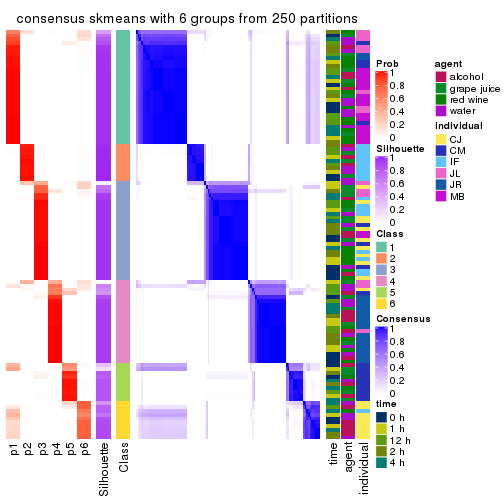 consensus skmeans with 6 groups from 250 partitions
Prob
1
0.8
0.6
0.4
0.2
0
Silhouette
1
0.8
0.6
0.4
0.2
0
Class
1
2
3
4
5
6
Consensus
1
0.8
0.6
0.4
0.2
0
time
0 h
1 h
12 h
2 h
4 h
agent
alcohol
grape juice
red wine
water
individual
CJ
CM
IF
JL
JR
MB
p1
p2
p3
p4
p5
p6
Silhouette
Class
time
agent
individual